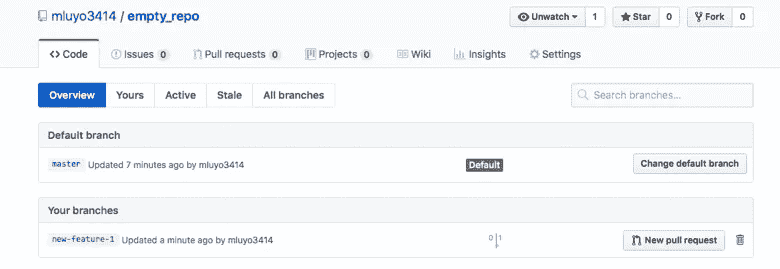 mluyo3414 / empty_repo
Unwatch 1 Star 0 Fork 0
Code Issues 0 Pull requests 0 Projects 0 Wiki Insights Settings
Overview Yours Active Stale All branches Search branches...
Default branch
master Updated 7 minutes ago by mluyo3414 Default Change default branch
Your branches
new-feature-1 Updated a minute ago by mluyo3414 0 1 New pull request